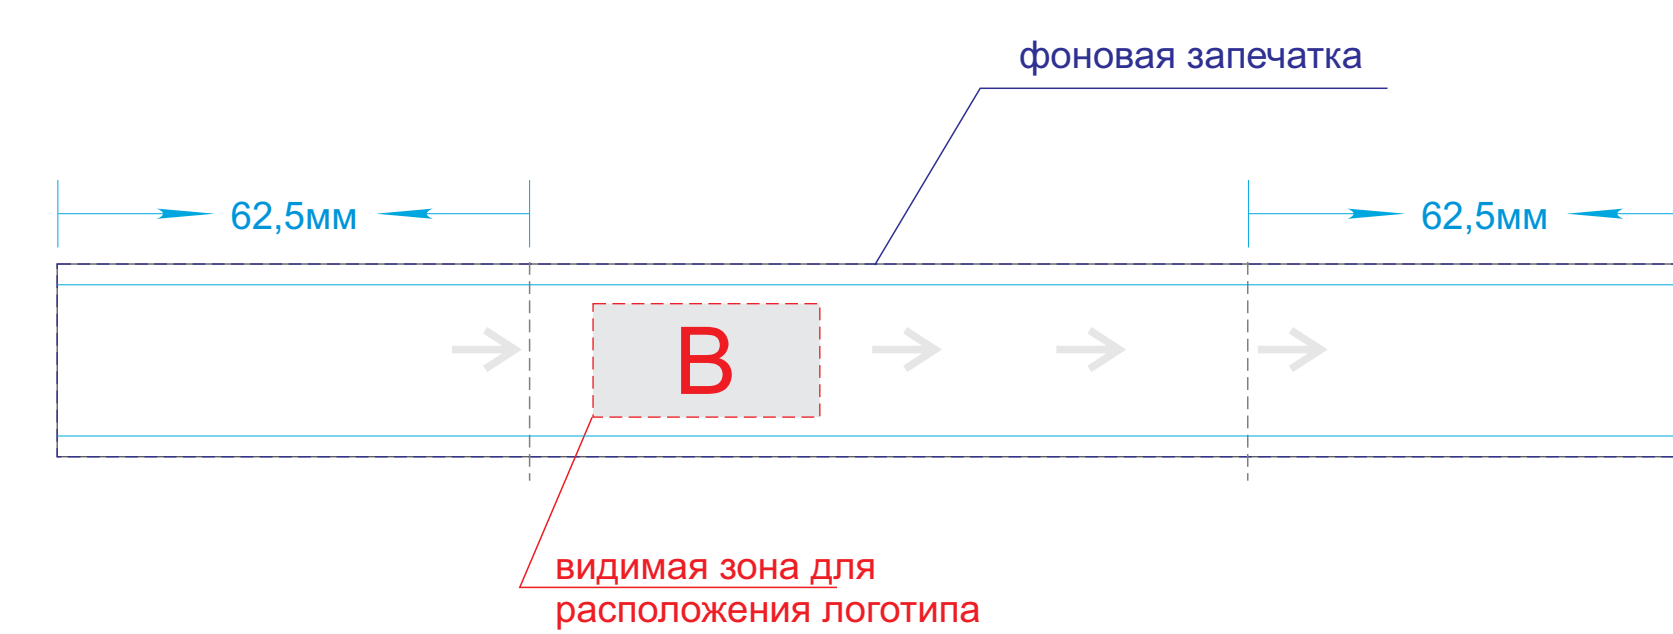 фоновая запечатка
62,5мм
62,5мм
B
видимая зона для
расположения логотипа